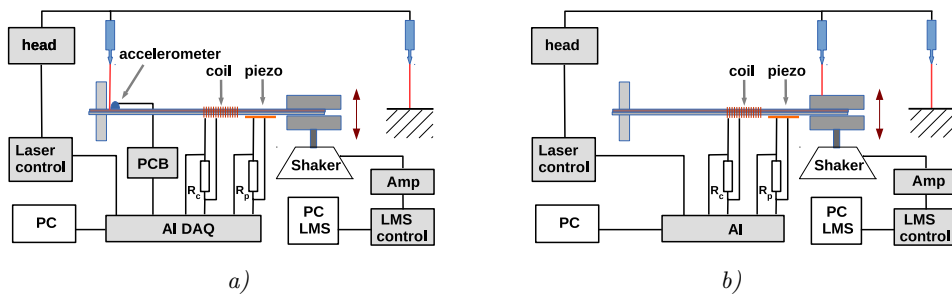 head
accelerometer
coil
piezo
Laser
control
PCB
Rc
Rp
Shaker
Amp
PC
AI DAQ
PC
LMS
LMS
control
a)
head
coil
piezo
Laser
control
Rc
Rp
Shaker
Amp
PC
AI
PC
LMS
LMS
control
b)